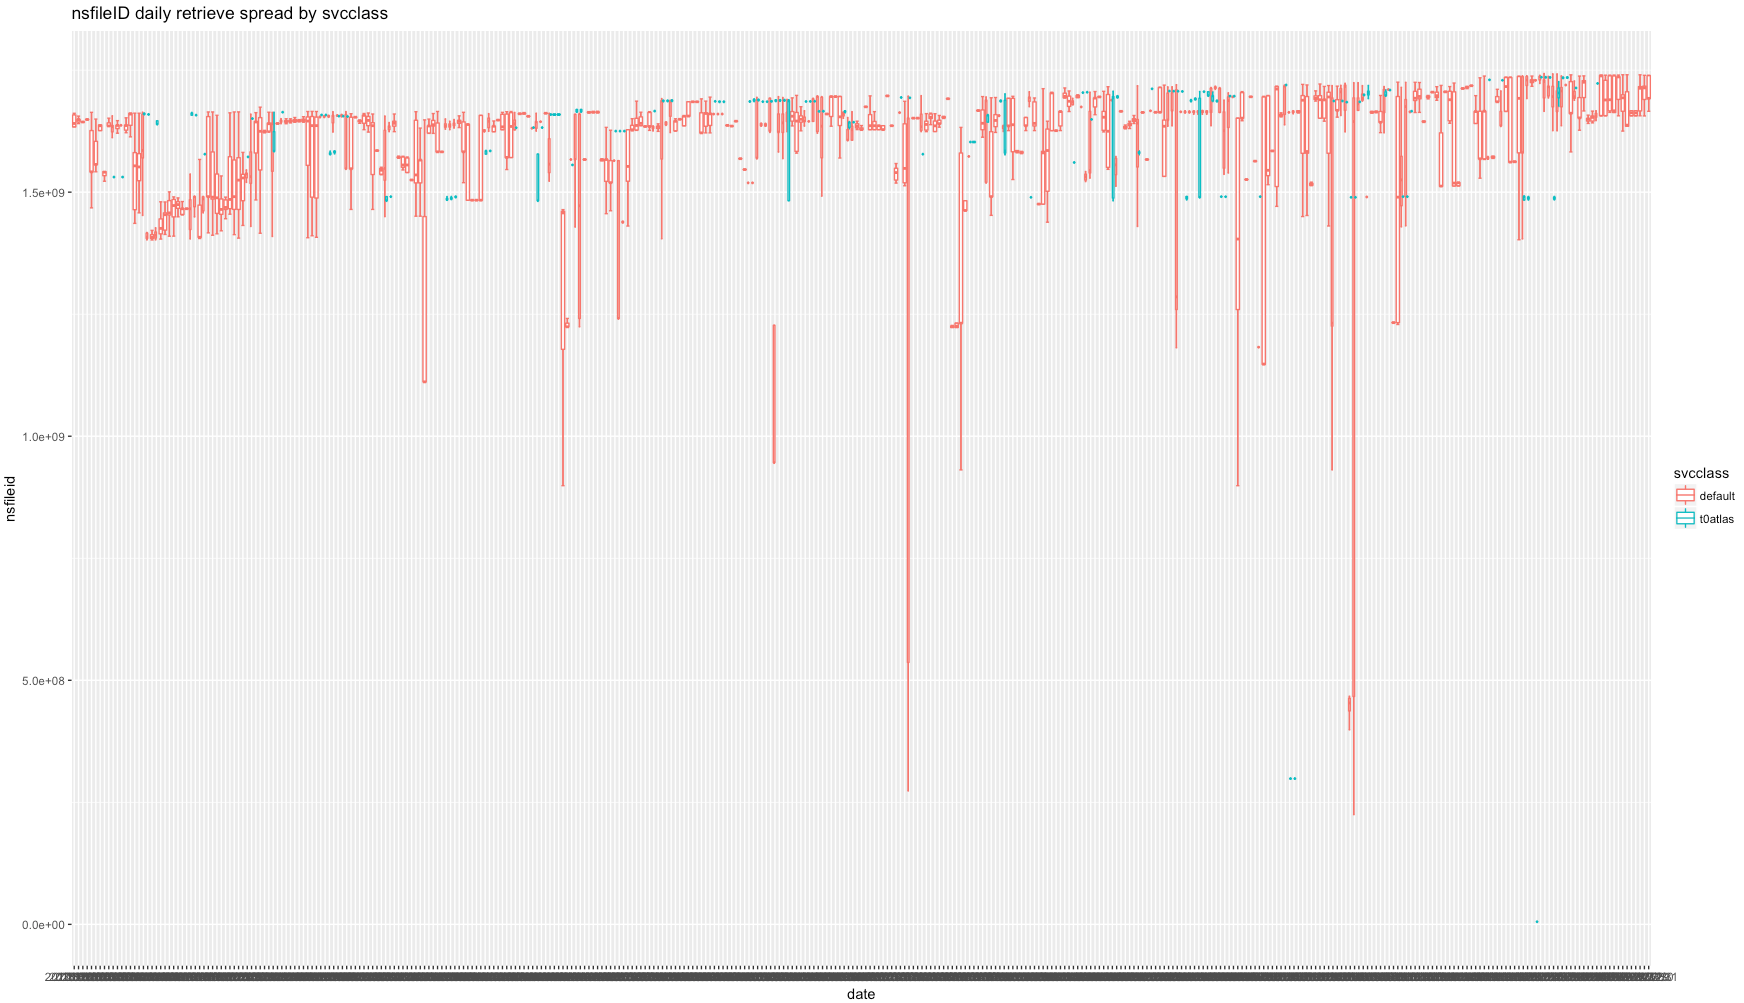 nsfileID daily retrieve spread by svcclass
1.5e+09
1.0e+09
5.0e+08
0.0e+00
nsfileid
date
svcclass
default
t0atlas